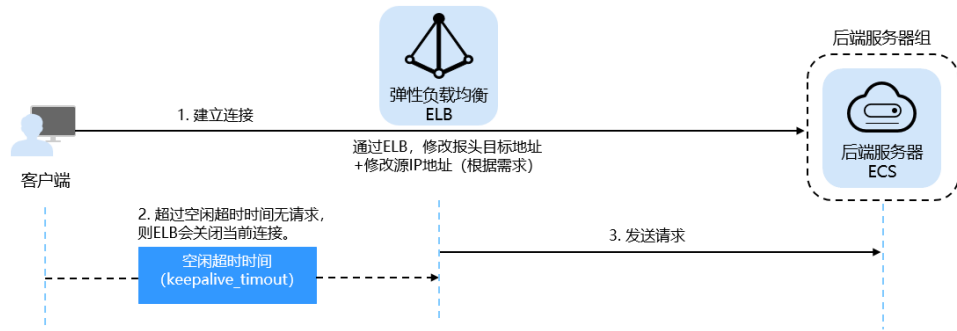 后端服务器组
弹性负载均衡
ELB
1. 建立连接
通过ELB，修改报头目标地址
+修改源IP地址（根据需求）
后端服务器
ECS
客户端
2. 超过空闲超时时间无请求，
则ELB会关闭当前连接。
3. 发送请求
空闲超时时间
（keepalive_timout）